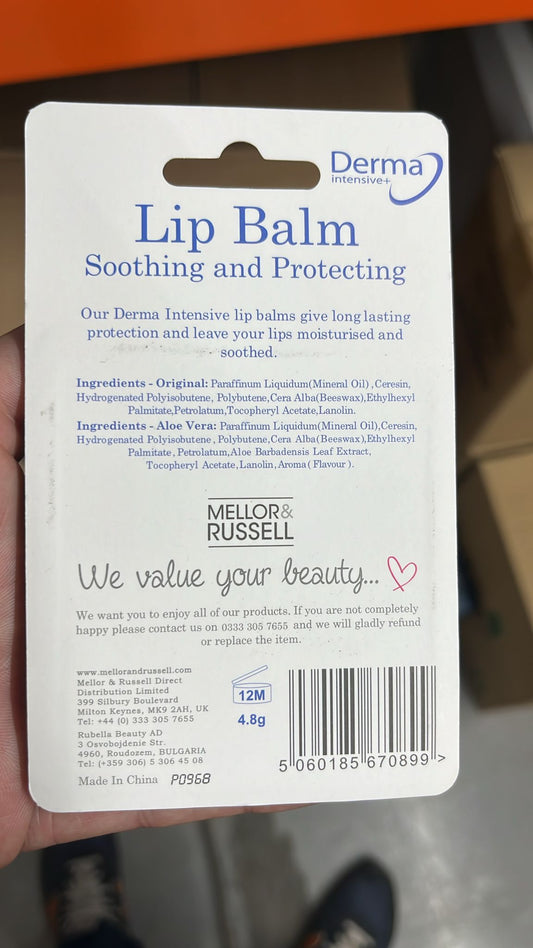 Derma
intensive+
Lip Balm
Soothing and Protecting
Our Derma Intensive lip balms give long lasting
protection and leave your lips moisturised and
soothed.
Ingredients - Original: Paraffinum Liquidum(Mineral Oil) ,Ceresin,
Hydrogenated Polyisobutene, Polybutene,Cera Alba(Beeswax),Ethylhexyl
Palmitate,Petrolatum,Tocopheryl Acetate,Lanolin.
Ingredients - Aloe Vera: Paraffinum Liquidum(Mineral Oil),Ceresin,
Hydrogenated Polyisobutene , Polybutene,Cera Alba(Beeswax),Ethylhexyl
Palmitate, Petrolatum,Aloe Barbadensis Leaf Extract,
Tocopheryl Acetate,Lanolin,Aroma( Flavour ).
MELLOR&
RUSSELL
We value your beauty...
We want you to enjoy all of our products. If you are not completely
happy please contact us on 0333 305 7655 and we will gladly refund
or replace the item.
www.mellorandrussell.com
Mellor & Russell Direct
Distribution Limited
399 Silbury Boulevard
Milton Keynes, MK9 2AH, UK
Tel: +44 (0) 333 305 7655
Rubella Beauty AD
3 Osvobojdenie Str.
4960, Roudozem, BULGARIA
Tel: (+359 306) 5 306 45 08
Made In China P0968
12M
4.8g
5 060185 670899 >